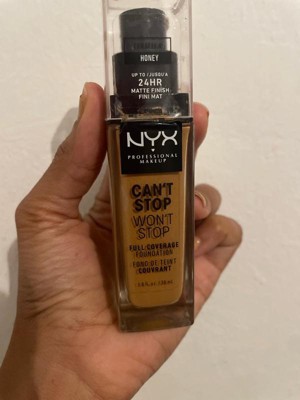 HONEY
UP TO / JUSQU'À
24HR
MATTE FINISH
FINI MAT
NYX
PROFESSIONAL
MAKEUP
CAN'T
STOP
WON'T
STOP
FULL COVERAGE
FOUNDATION
FOND DE TEINT
COUVRANT